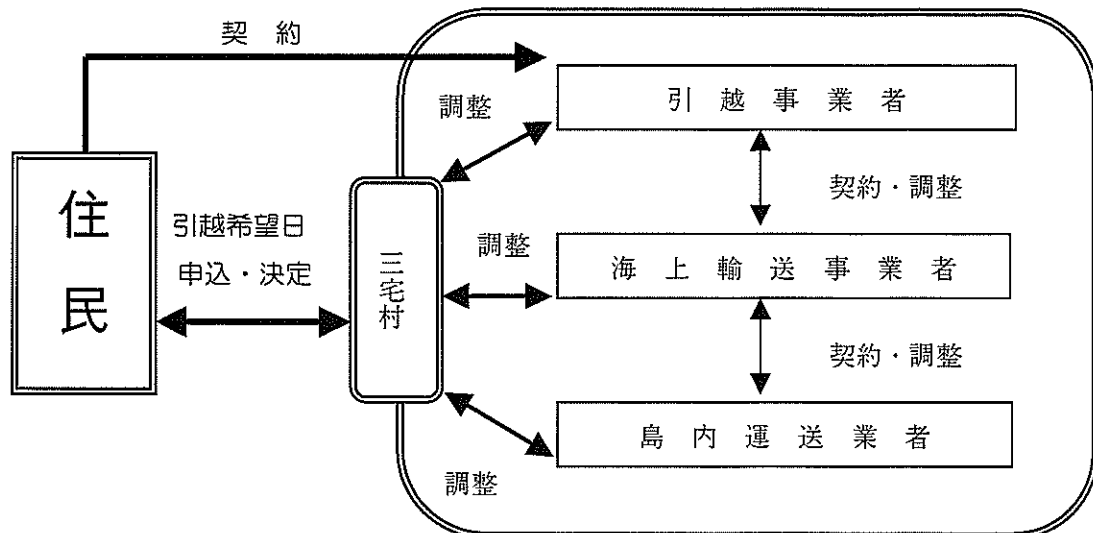 契約
引越事業者
調整
契約・調整
住民
引越希望日
申込・決定
三宅村
調整
海上輸送事業者
契約・調整
島内運送業者
調整